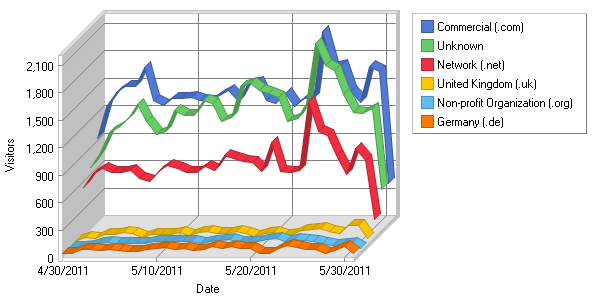 Visitors
2,100
1,800
1,500
1,200
900
600
300
0
4/30/2011
5/10/2011
5/20/2011
5/30/2011
Date
Commercial (.com)
Unknown
Network (.net)
United Kingdom (.uk)
Non-profit Organization (.org)
Germany (.de)